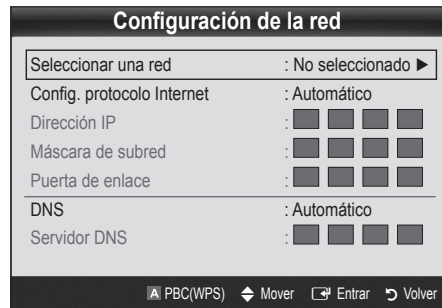 Configuración de la red
Seleccionar una red : No seleccionado ►
Config. protocolo Internet : Automático
Dirección IP :
Máscara de subred :
Puerta de enlace :
DNS : Automático
Servidor DNS :
A PBC(WPS) Mover Entrar Volver